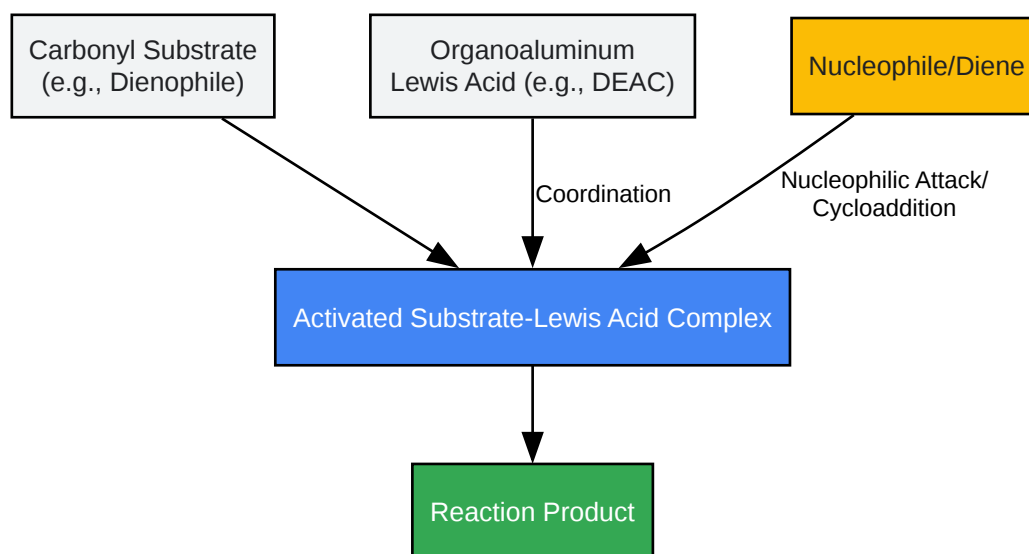 Carbonyl Substrate
(e.g., Dienophile)
Organoaluminum
Lewis Acid (e.g., DEAC)
Nucleophile/Diene
Coordination
Nucleophilic Attack/
Cycloaddition
Activated Substrate-Lewis Acid Complex
Reaction Product